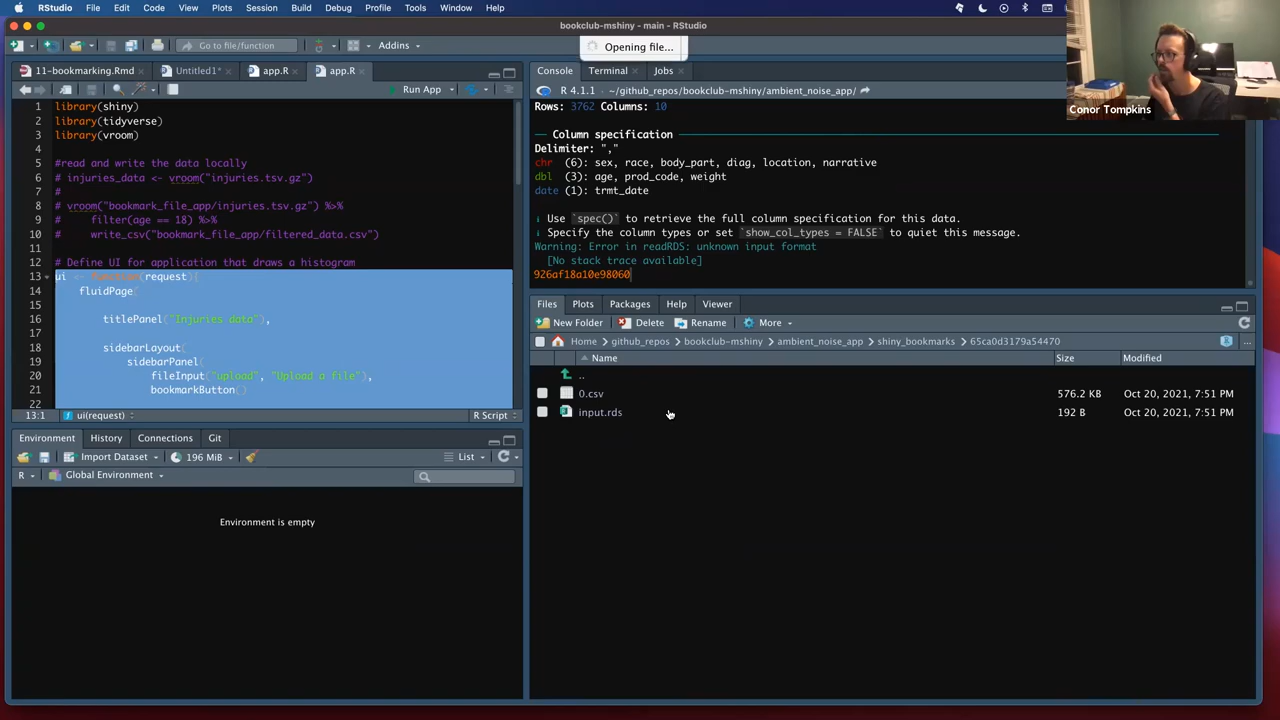 RStudio File Edit Code View Plots Session Build Debug Profile Tools Window Help
bookclub-mshiny - main - RStudio
Go to file/function Addins
Opening file...
Conor Tompkins
11-bookmarking.Rmd Untitled1* app.R app.R
Run App
1 library(shiny)
2 library(tidyverse)
3 library(vroom)
4
5 #read and write the data locally
6 # injuries_data <- vroom("injuries.tsv.gz")
7 #
8 # vroom("bookmark_file_app/injuries.tsv.gz") %>%
9 #     filter(age == 18) %>%
10 #     write_csv("bookmark_file_app/filtered_data.csv")
11
12 # Define UI for application that draws a histogram
13 ui <- function(request){
14 fluidPage(
15
16 titlePanel("Injuries data"),
17
18 sidebarLayout(
19 sidebarPanel(
20 fileInput("upload", "Upload a file"),
21 bookmarkButton()
22
13:1 ui(request) R Script
Environment History Connections Git
Import Dataset 196 MiB List
R Global Environment
Environment is empty
Console Terminal Jobs
R 4.1.1 · ~/github_repos/bookclub-mshiny/ambient_noise_app/
Rows: 3762 Columns: 10
Column specification
Delimiter: ","
chr (6): sex, race, body_part, diag, location, narrative
dbl (3): age, prod_code, weight
date (1): trmt_date
i Use `spec()` to retrieve the full column specification for this data.
i Specify the column types or set `show_col_types = FALSE` to quiet this message.
Warning: Error in readRDS: unknown input format
[No stack trace available]
926af18a10e98060
Files Plots Packages Help Viewer
New Folder Delete Rename More
Home github_repos bookclub-mshiny ambient_noise_app shiny_bookmarks 65ca0d3179a54470 ...
Name Size Modified
..
0.csv 576.2 KB Oct 20, 2021, 7:51 PM
input.rds 192 B Oct 20, 2021, 7:51 PM